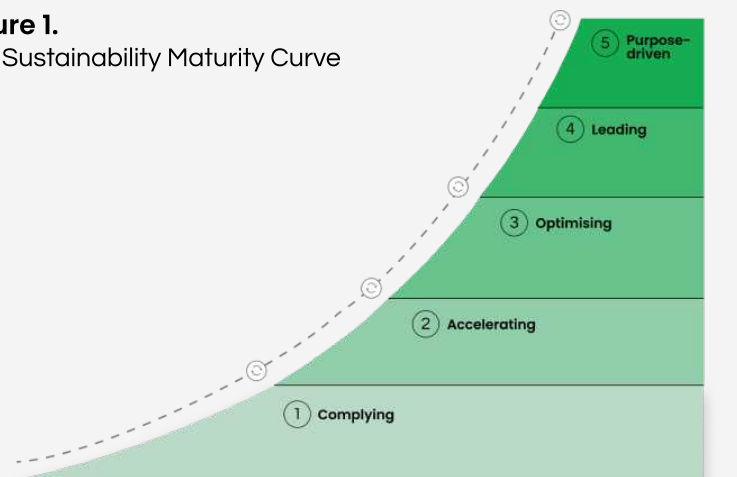 ure 1.
Sustainability Maturity Curve
5 Purpose-
driven
4 Leading
3 Optimising
2 Accelerating
1 Complying